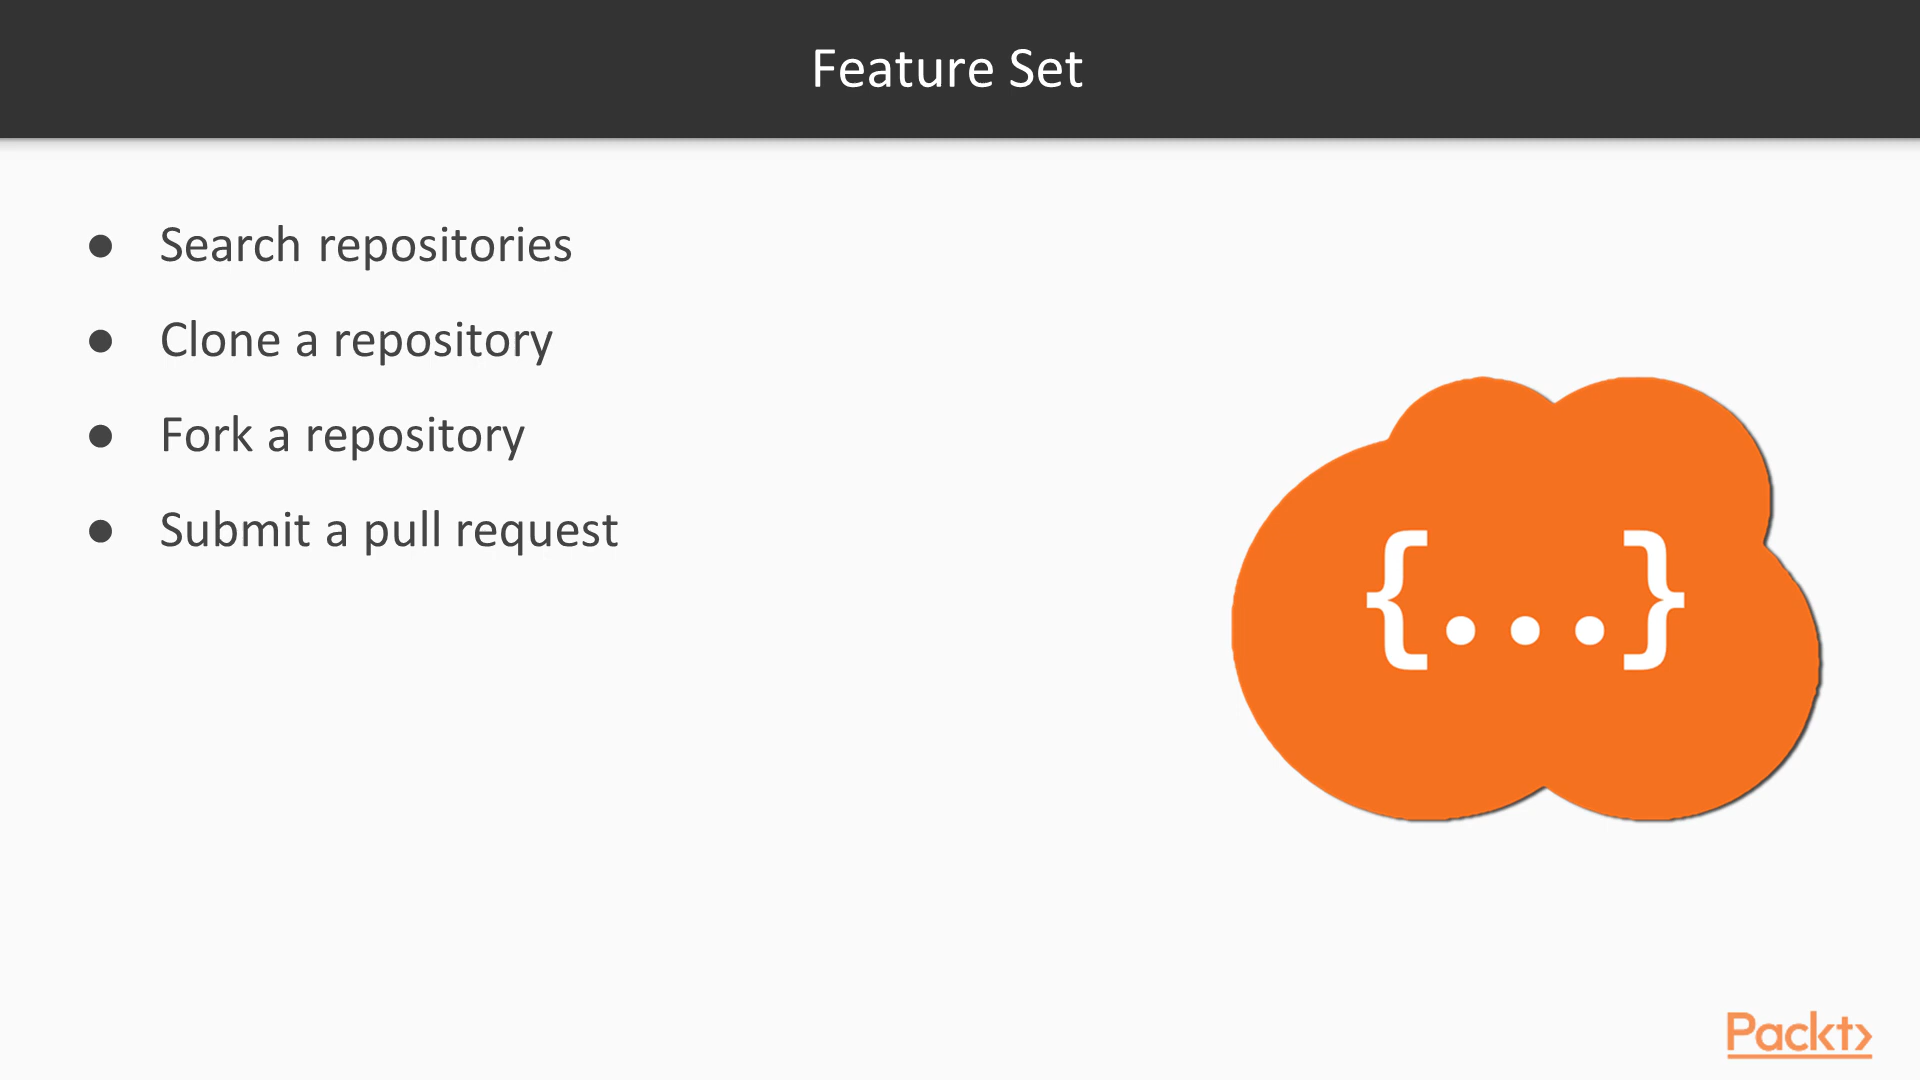 Feature Set
● Search repositories
● Clone a repository
● Fork a repository
● Submit a pull request
{...}
Packt>